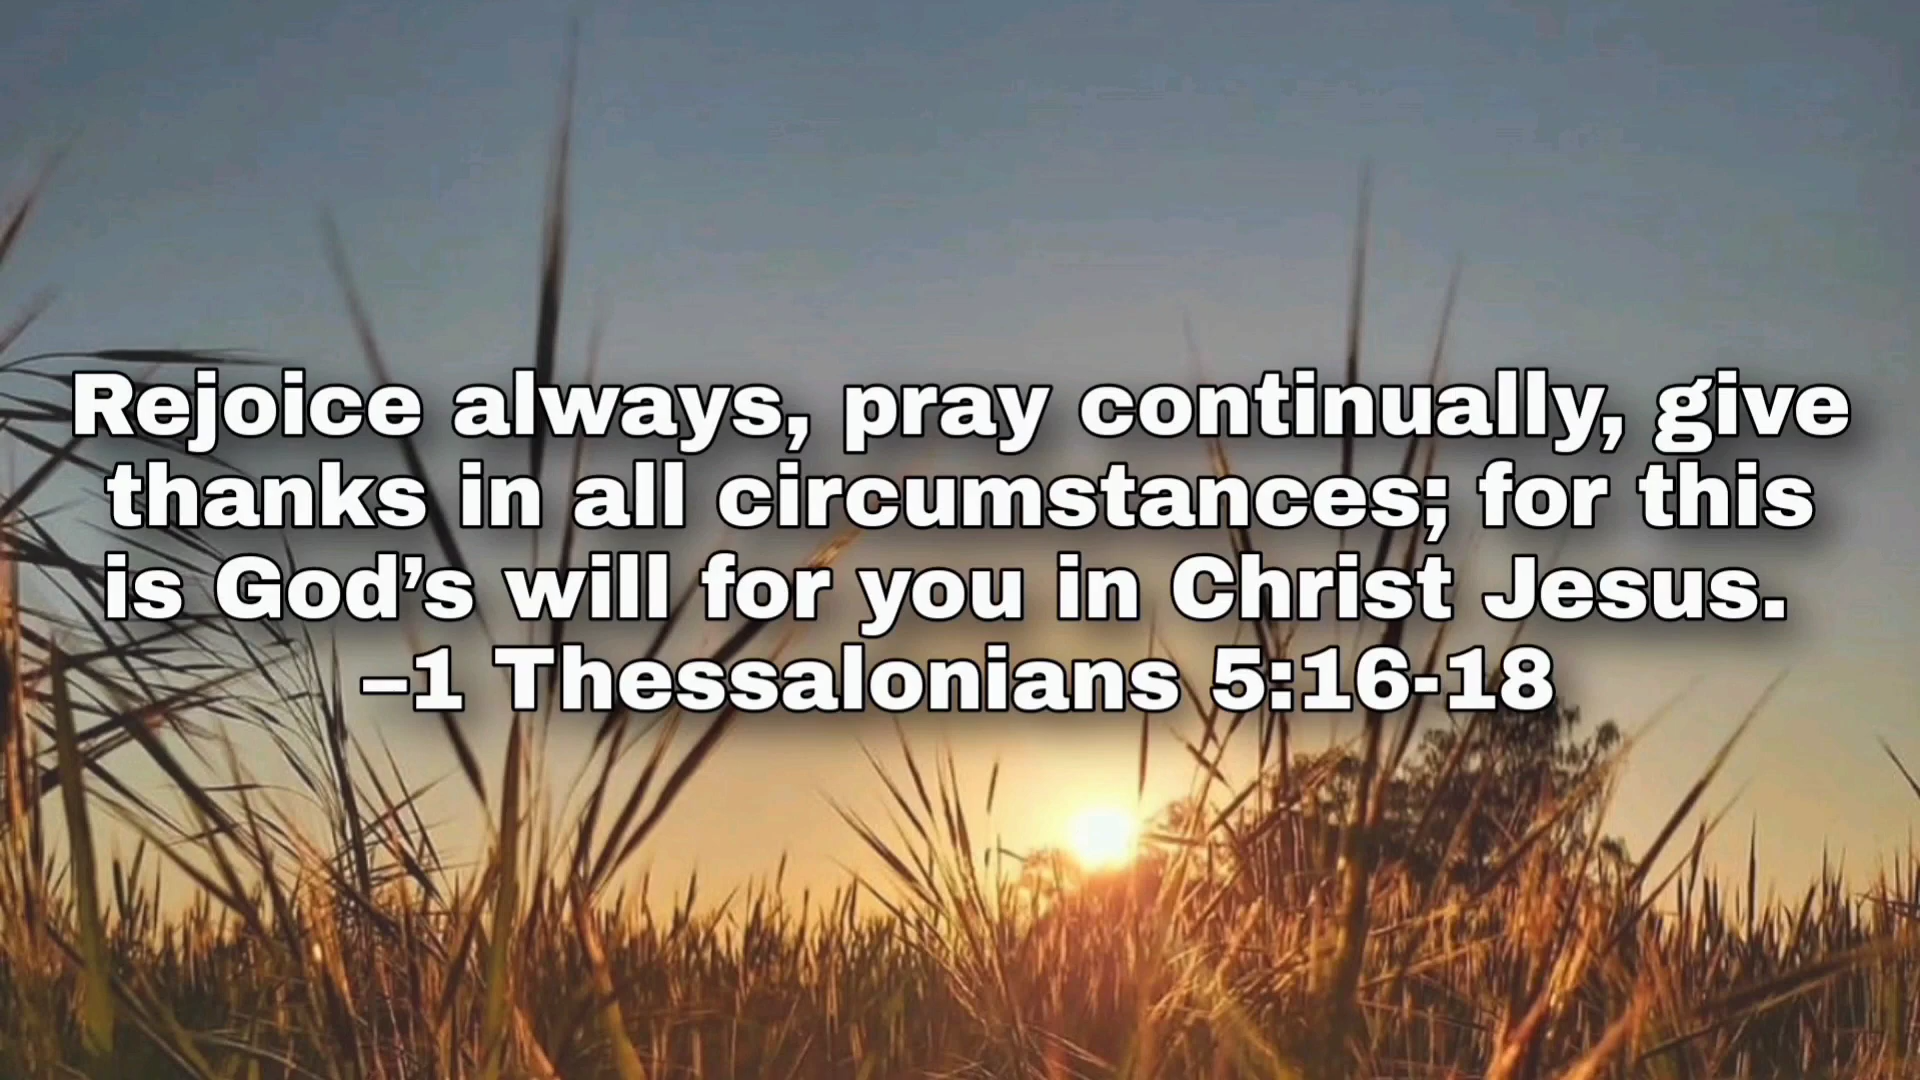 Rejoice always, pray continually, give
thanks in all circumstances; for this
is God’s will for you in Christ Jesus.
–1 Thessalonians 5:16-18